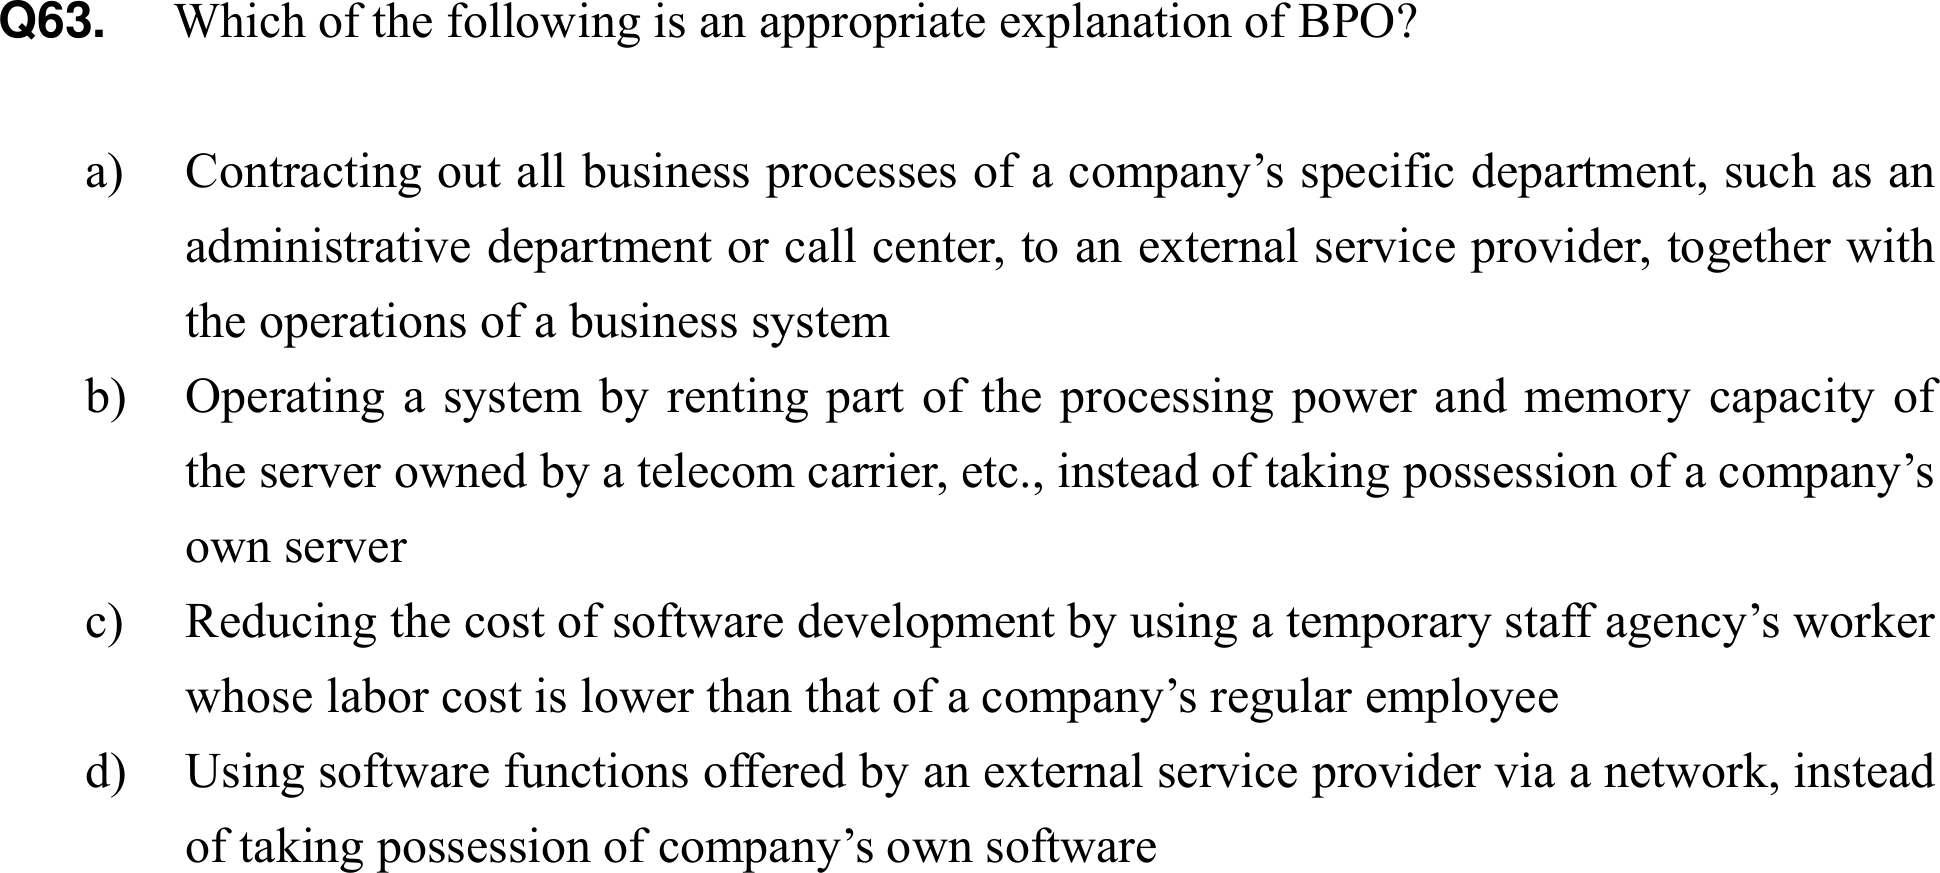 Q63. Which of the following is an appropriate explanation of BPO?
a) Contracting out all business processes of a company’s specific department, such as an
administrative department or call center, to an external service provider, together with
the operations of a business system
b) Operating a system by renting part of the processing power and memory capacity of
the server owned by a telecom carrier, etc., instead of taking possession of a company’s
own server
c) Reducing the cost of software development by using a temporary staff agency’s worker
whose labor cost is lower than that of a company’s regular employee
d) Using software functions offered by an external service provider via a network, instead
of taking possession of company’s own software